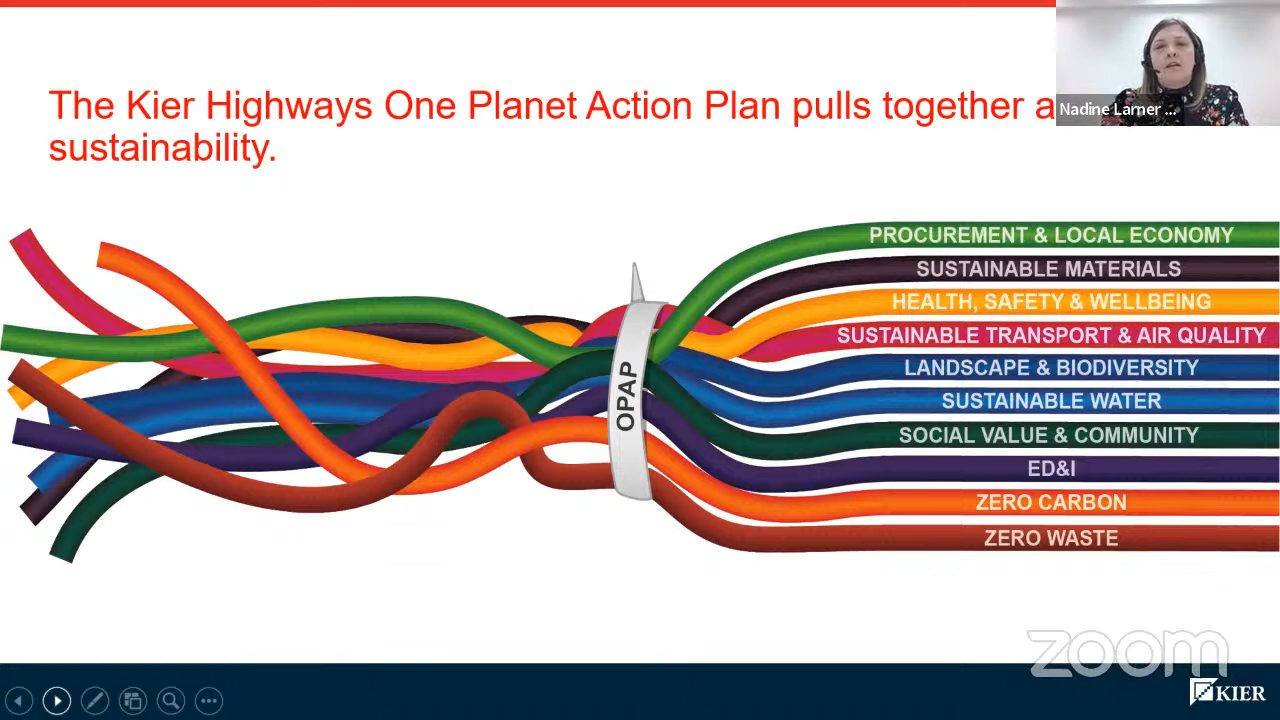 The Kier Highways One Planet Action Plan pulls together a
sustainability.
Nadine Larner ...
PROCUREMENT & LOCAL ECONOMY
SUSTAINABLE MATERIALS
HEALTH, SAFETY & WELLBEING
SUSTAINABLE TRANSPORT & AIR QUALITY
LANDSCAPE & BIODIVERSITY
SUSTAINABLE WATER
SOCIAL VALUE & COMMUNITY
ED&I
ZERO CARBON
ZERO WASTE
OPAP
zoom
KIER